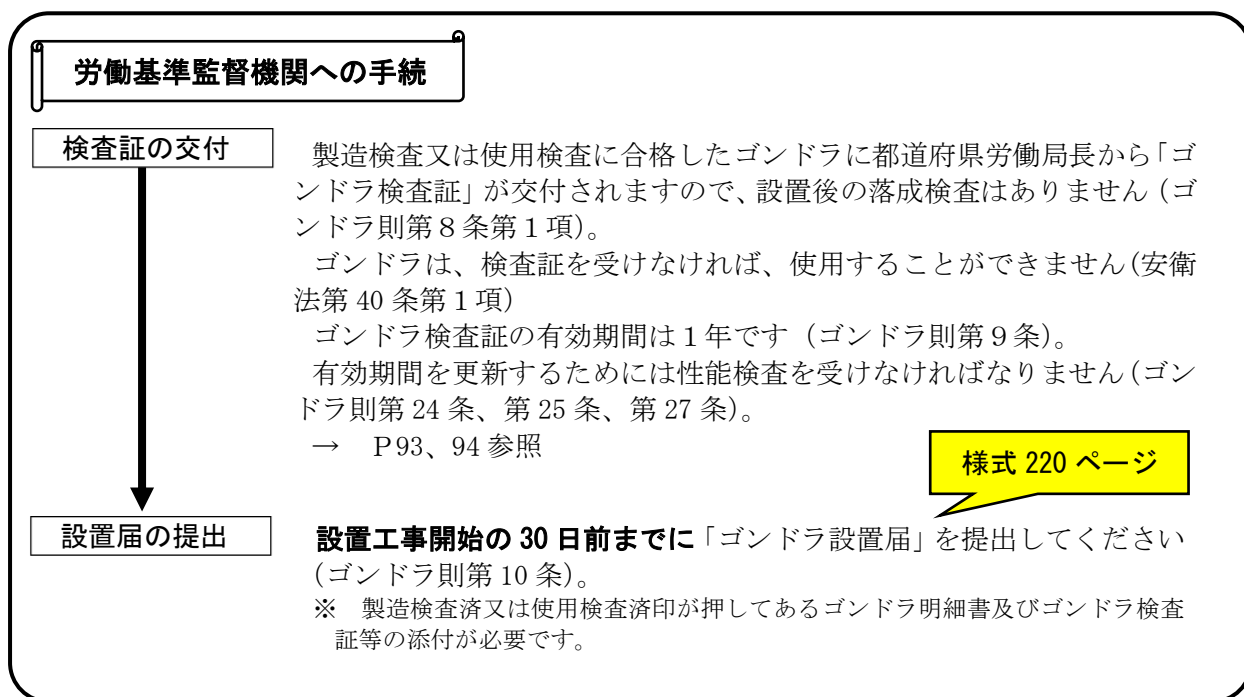 労働基準監督機関への手続
検査証の交付
製造検査又は使用検査に合格したゴンドラに都道府県労働局長から「ゴ
ンドラ検査証」が交付されますので、設置後の落成検査はありません（ゴ
ンドラ則第８条第１項）。
ゴンドラは、検査証を受けなければ、使用することができません（安衛
法第 40 条第１項）
ゴンドラ検査証の有効期間は１年です（ゴンドラ則第９条）。
有効期間を更新するためには性能検査を受けなければなりません（ゴン
ドラ則第 24 条、第 25 条、第 27 条）。
→　Ｐ93、94 参照
様式 220 ページ
設置届の提出
設置工事開始の 30 日前までに「ゴンドラ設置届」を提出してください
（ゴンドラ則第 10 条）。
※　製造検査済又は使用検査済印が押してあるゴンドラ明細書及びゴンドラ検査
証等の添付が必要です。